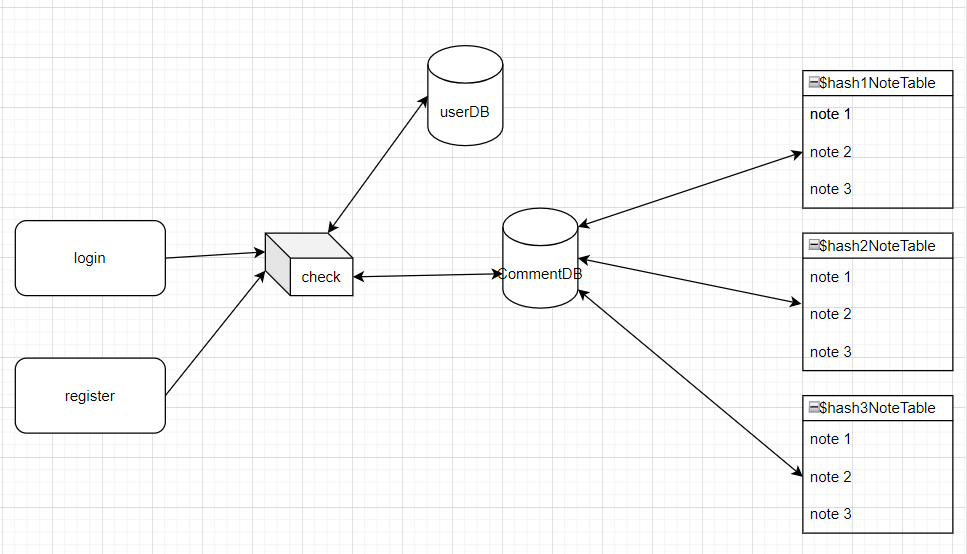 userDB
login
check
register
CommentDB
$hash1NoteTable
note 1
note 2
note 3
$hash2NoteTable
note 1
note 2
note 3
$hash3NoteTable
note 1
note 2
note 3